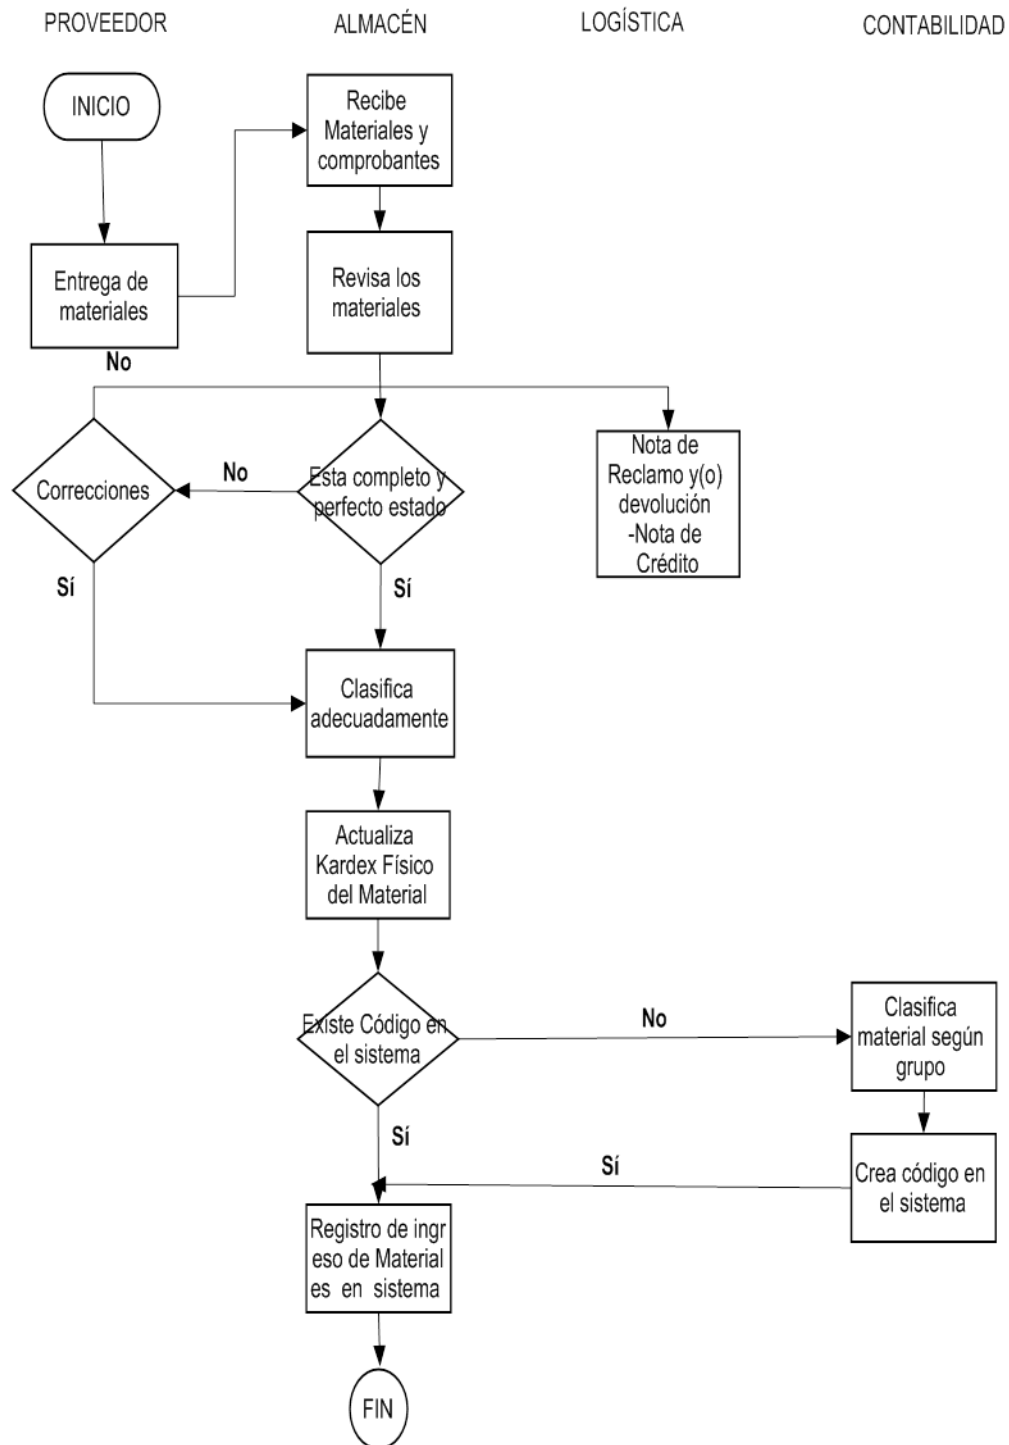 PROVEEDOR
ALMACÉN
LOGÍSTICA
CONTABILIDAD
INICIO
Recibe
Materiales y
comprobantes
Entrega de
materiales
Revisa los
materiales
No
Correcciones
No
Esta completo y
perfecto estado
Nota de
Reclamo y(o)
devolución
-Nota de
Crédito
Sí
Sí
Clasifica
adecuadamente
Actualiza
Kardex Físico
del Material
Existe Código en
el sistema
No
Clasifica
material según
grupo
Sí
Sí
Crea código en
el sistema
Registro de ingr
eso de Material
es en sistema
FIN